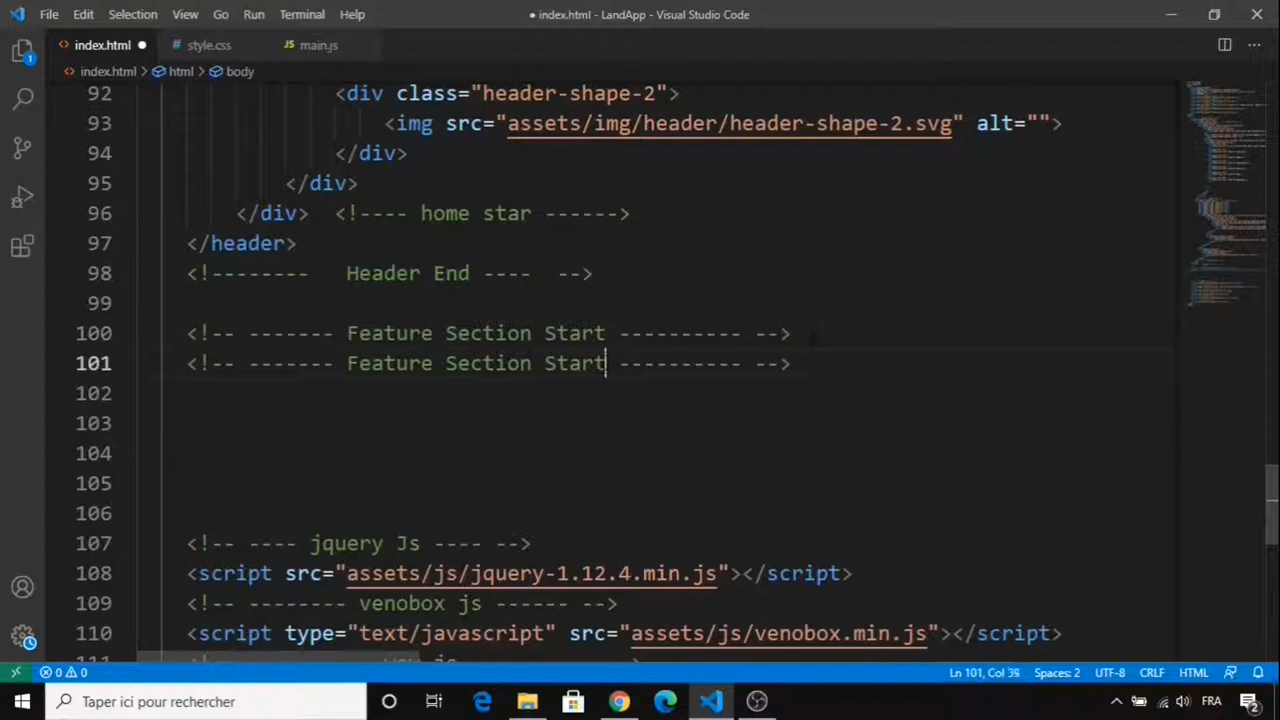 File Edit Selection View Go Run Terminal Help ● index.html - LandApp - Visual Studio Code
index.html ● style.css JS main.js
index.html > html > body
92 <div class="header-shape-2">
93 <img src="assets/img/header/header-shape-2.svg" alt="">
94 </div>
95 </div>
96 </div> <!---- home star ------>
97 </header>
98 <!-------- Header End ---- -->
99
100 <!-- ------- Feature Section Start ---------- -->
101 <!-- ------- Feature Section Start ---------- -->
102
103
104
105
106
107 <!-- ---- jquery Js ---- -->
108 <script src="assets/js/jquery-1.12.4.min.js"></script>
109 <!-- -------- venobox js ------ -->
110 <script type="text/javascript" src="assets/js/venobox.min.js"></script>
1
0 0 Ln 101, Col 39 Spaces: 2 UTF-8 CRLF HTML
Taper ici pour rechercher FRA 2